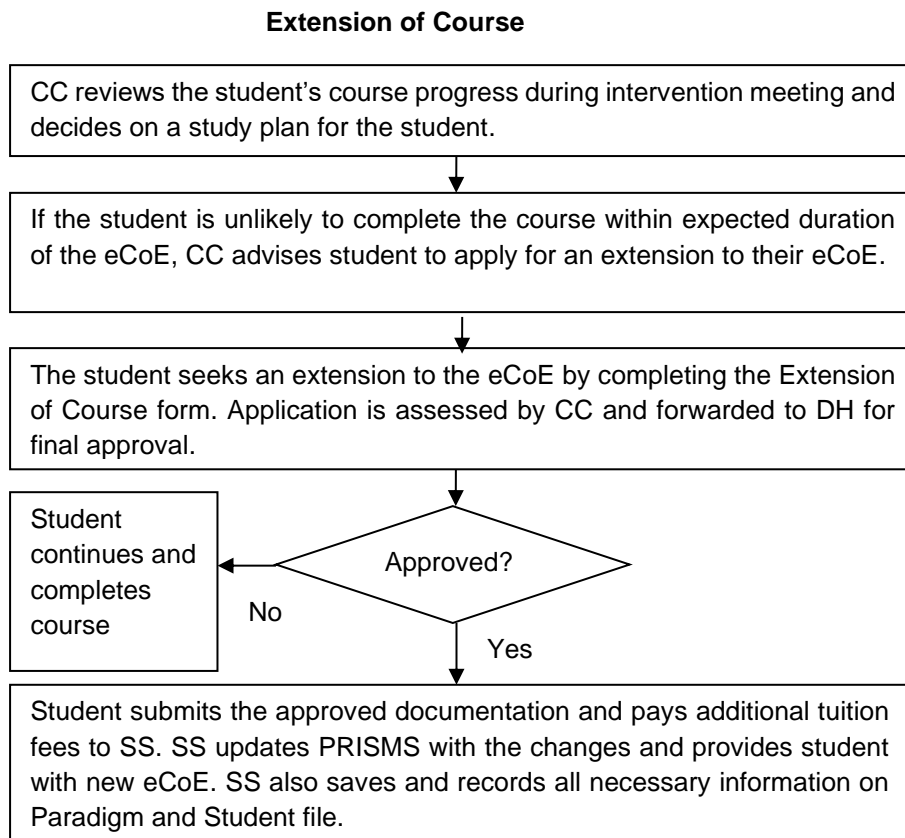 Extension of Course
CC reviews the student's course progress during intervention meeting and
decides on a study plan for the student.
If the student is unlikely to complete the course within expected duration
of the eCoE, CC advises student to apply for an extension to their eCoE.
The student seeks an extension to the eCoE by completing the Extension
of Course form. Application is assessed by CC and forwarded to DH for
final approval.
Student
continues and
completes
course
Approved?
No
Yes
Student submits the approved documentation and pays additional tuition
fees to SS. SS updates PRISMS with the changes and provides student
with new eCoE. SS also saves and records all necessary information on
Paradigm and Student file.